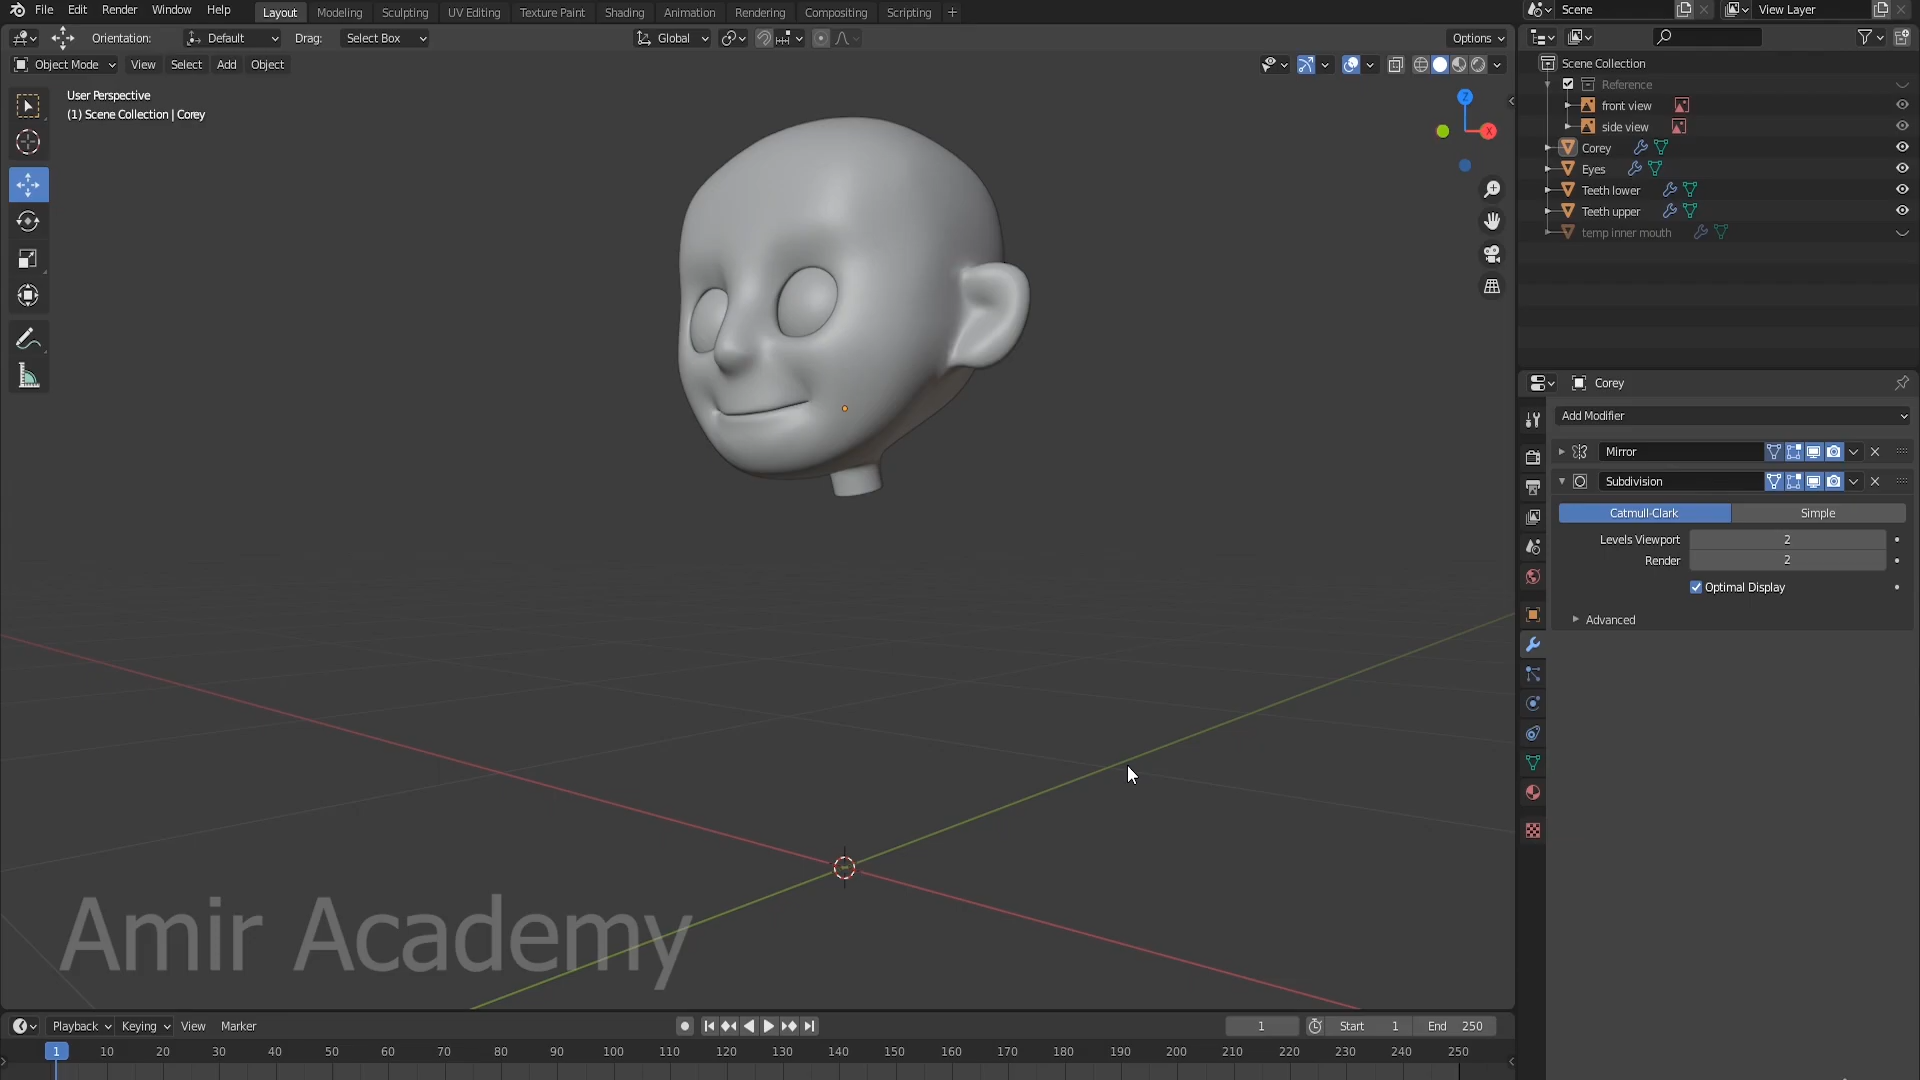 File Edit Render Window Help Layout Modeling Sculpting UV Editing Texture Paint Shading Animation Rendering Compositing Scripting + Scene View Layer
Orientation: Default Drag: Select Box Global Options
Object Mode View Select Add Object
User Perspective
(1) Scene Collection | Corey
Z
X
Scene Collection
Reference
front view
side view
Corey
Eyes
Teeth lower
Teeth upper
temp inner mouth
Corey
Add Modifier
Mirror
Subdivision
Catmull-Clark Simple
Levels Viewport 2
Render 2
Optimal Display
Advanced
Amir Academy
Playback Keying View Marker 1 Start 1 End 250
1 10 20 30 40 50 60 70 80 90 100 110 120 130 140 150 160 170 180 190 200 210 220 230 240 250